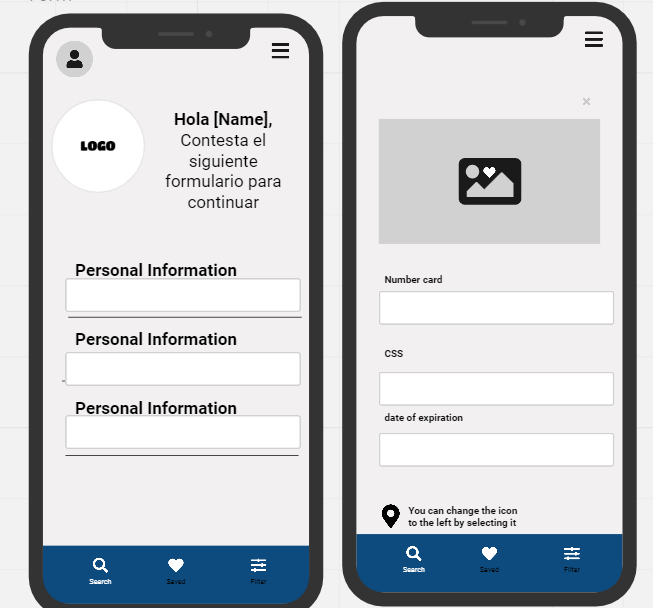 LOGO
Hola [Name],
Contesta el
siguiente
formulario para
continuar
Personal Information
Personal Information
Personal Information
Search
Saved
Filter
×
Number card
CSS
date of expiration
You can change the icon
to the left by selecting it
Search
Saved
Filter